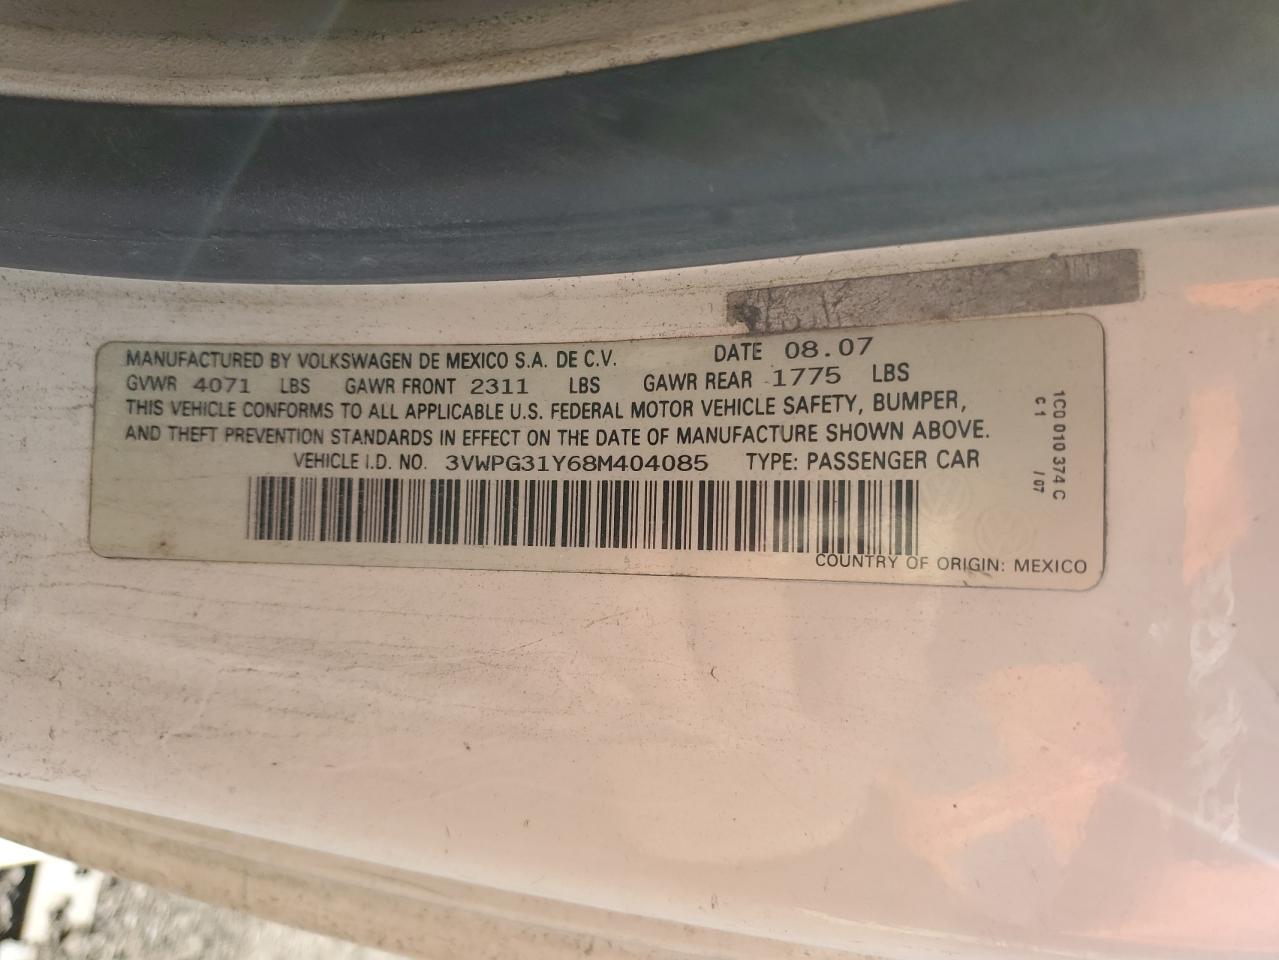 MANUFACTURED BY VOLKSWAGEN DE MEXICO S.A. DE C.V. DATE 08.07
GVWR 4071 LBS GAWR FRONT 2311 LBS GAWR REAR 1775 LBS
THIS VEHICLE CONFORMS TO ALL APPLICABLE U.S. FEDERAL MOTOR VEHICLE SAFETY, BUMPER,
AND THEFT PREVENTION STANDARDS IN EFFECT ON THE DATE OF MANUFACTURE SHOWN ABOVE.
VEHICLE I.D. NO. 3VWPG31Y68M404085 TYPE: PASSENGER CAR
COUNTRY OF ORIGIN: MEXICO
1C0 010 374 C
C 1 / 07